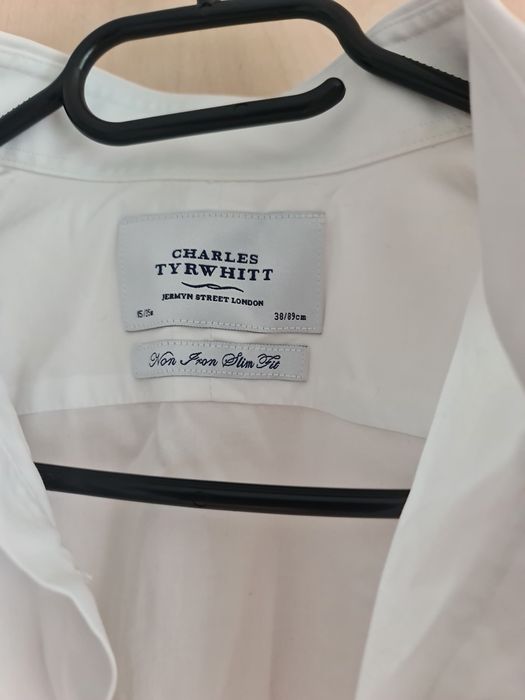 CHARLES
TYRWHITT
JERMYN STREET LONDON
38/89cm
Non Iron Slim Fit